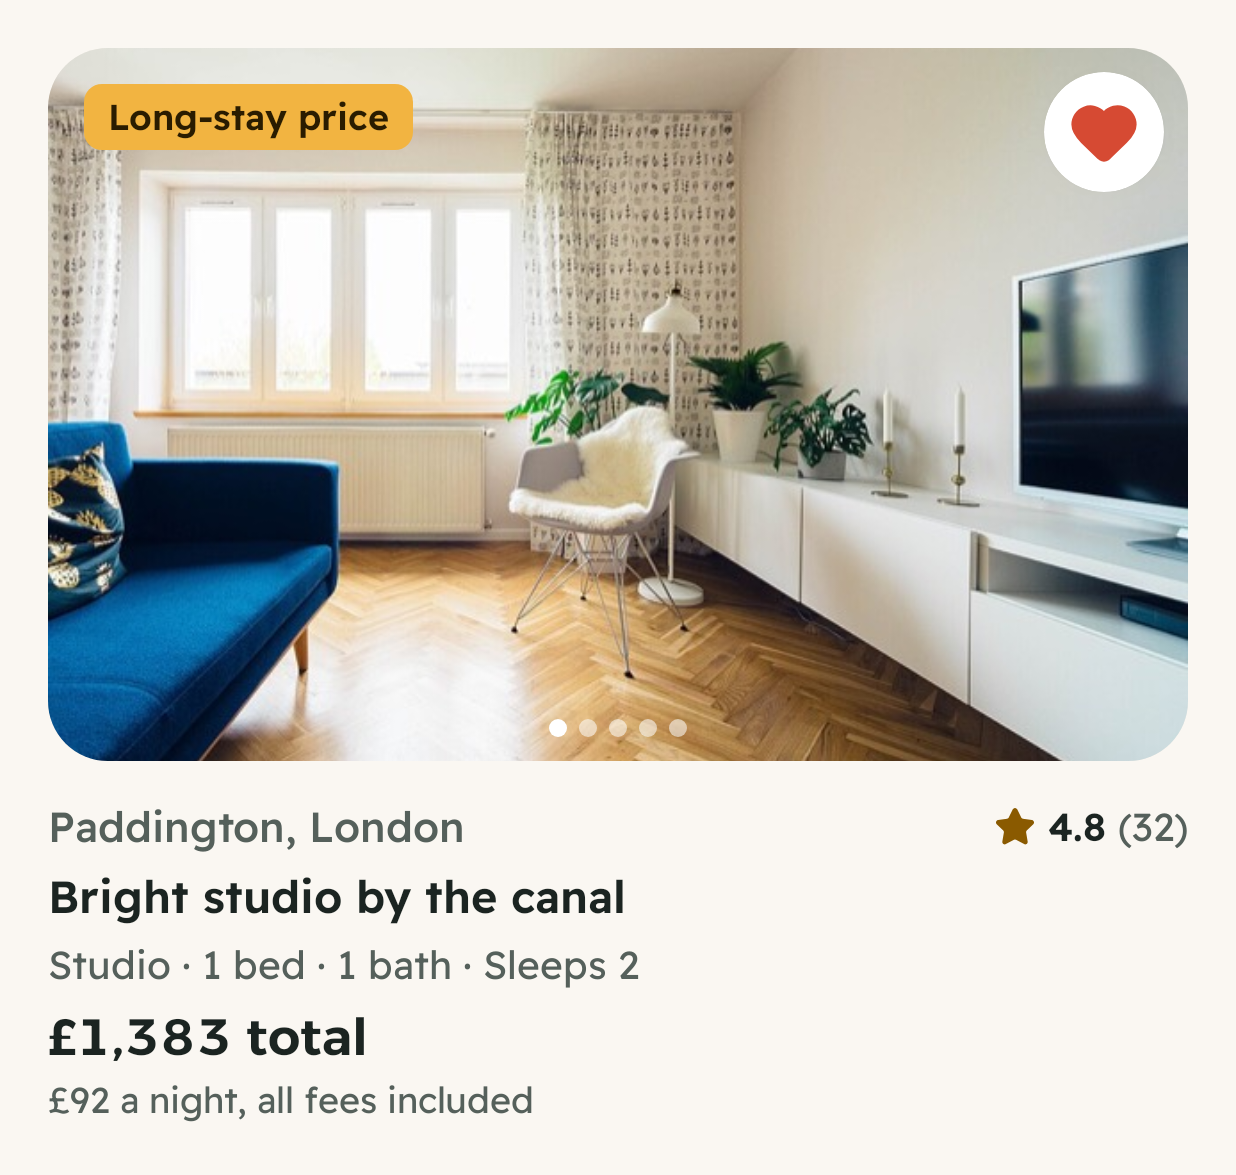 Long-stay price
Paddington, London
4.8 (32)
Bright studio by the canal
Studio · 1 bed · 1 bath · Sleeps 2
£1,383 total
£92 a night, all fees included